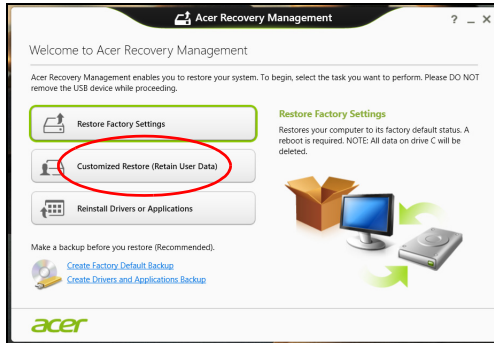 Acer Recovery Management
? _ ×
Welcome to Acer Recovery Management
Acer Recovery Management enables you to restore your system. To begin, select the task you want to perform. Please DO NOT
remove the USB device while proceeding.
Restore Factory Settings
Customized Restore (Retain User Data)
Reinstall Drivers or Applications
Restore Factory Settings
Restores your computer to its factory default status. A
reboot is required. NOTE: All data on drive C will be
deleted.
Make a backup before you restore (Recommended).
Create Factory Default Backup
Create Drivers and Applications Backup
acer